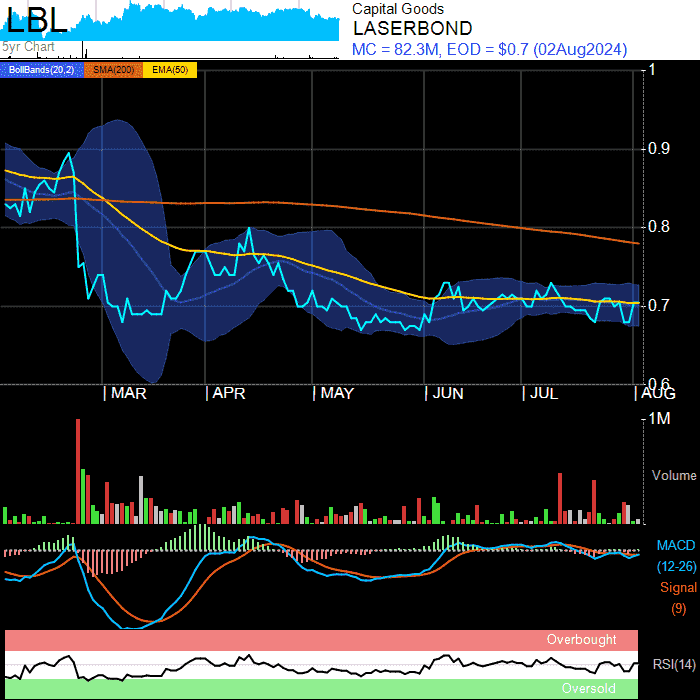 LBL
5yr Chart
Capital Goods
LASERBOND
MC = 82.3M, EOD = $0.7 (02Aug2024)
BollBands(20,2) SMA(200) EMA(50)
1
0.9
0.8
0.7
0.6
MAR APR MAY JUN JUL AUG
1M
Volume
MACD
(12-26)
Signal
(9)
Overbought
RSI(14)
Oversold